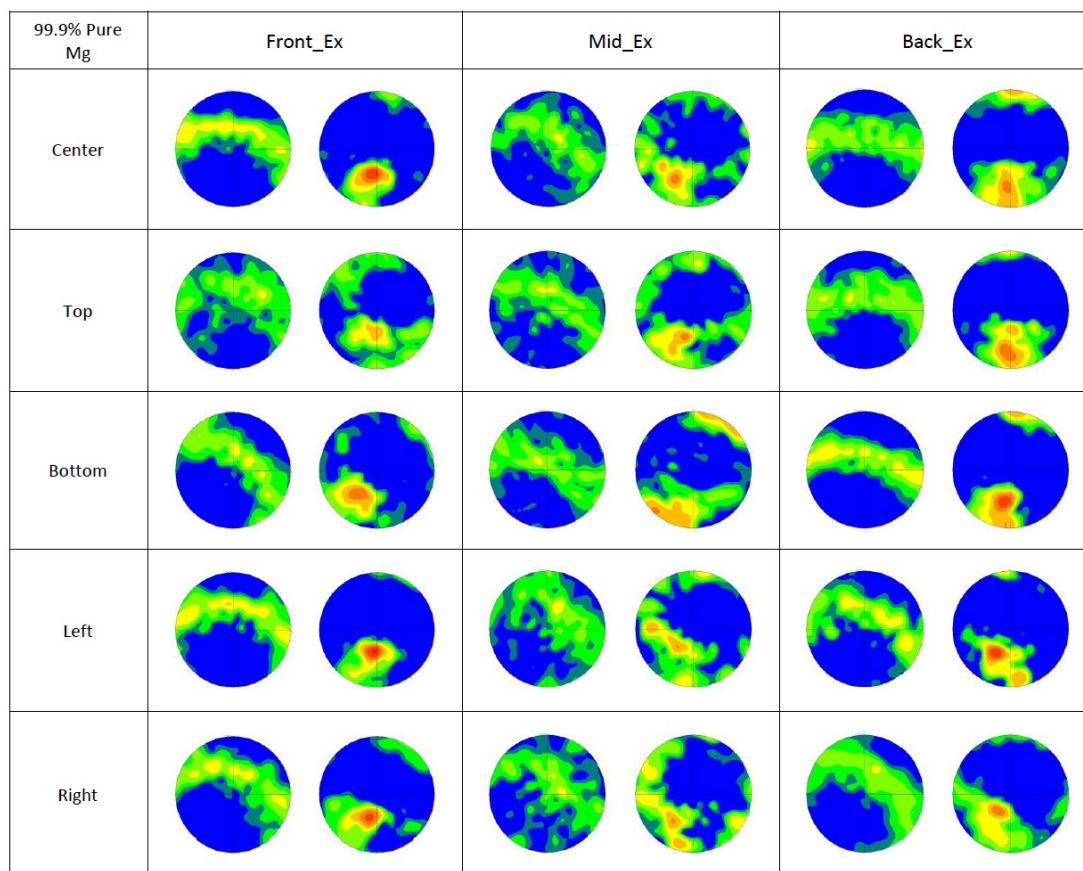 99.9% Pure
Mg
Front_Ex
Mid_Ex
Back_Ex
Center
Top
Bottom
Left
Right